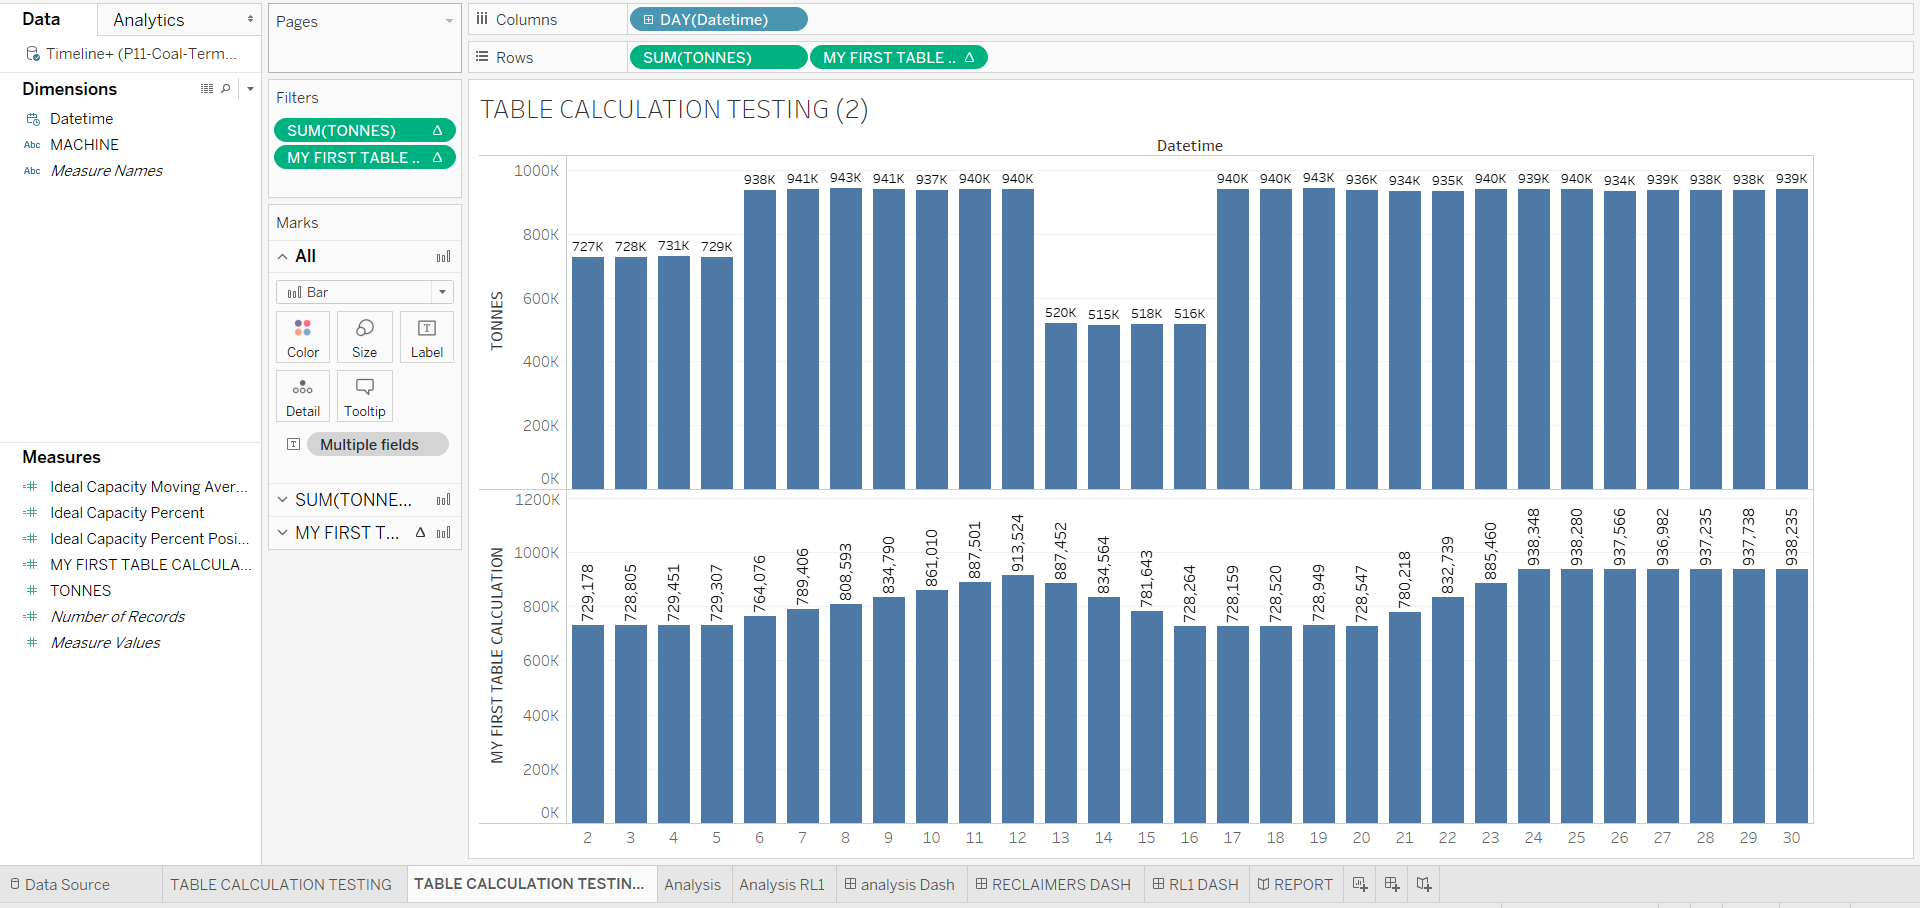 Data
Analytics
Timeline+ (P11-Coal-Term...
Dimensions
Datetime
Abc MACHINE
Abc Measure Names
Measures
Ideal Capacity Moving Aver...
Ideal Capacity Percent
Ideal Capacity Percent Posi...
MY FIRST TABLE CALCULA...
TONNES
Number of Records
Measure Values
Pages
Filters
SUM(TONNES) Δ
MY FIRST TABLE .. Δ
Marks
All
Bar
Color Size Label
Detail Tooltip
Multiple fields
SUM(TONNE...
MY FIRST T... Δ
Columns DAY(Datetime)
Rows SUM(TONNES) MY FIRST TABLE .. Δ
TABLE CALCULATION TESTING (2)
Datetime
TONNES
1000K
800K
600K
400K
200K
0K
727K 728K 731K 729K 938K 941K 943K 941K 937K 940K 940K 520K 515K 518K 516K 940K 940K 943K 936K 934K 935K 940K 939K 940K 934K 939K 938K 938K 939K
MY FIRST TABLE CALCULATION
1200K
1000K
800K
600K
400K
200K
0K
729,178 728,805 729,451 729,307 764,076 789,406 808,593 834,790 861,010 887,501 913,524 887,452 834,564 781,643 728,264 728,159 728,520 728,949 728,547 780,218 832,739 885,460 938,348 938,280 937,566 936,982 937,235 937,738 938,235
2 3 4 5 6 7 8 9 10 11 12 13 14 15 16 17 18 19 20 21 22 23 24 25 26 27 28 29 30
Data Source TABLE CALCULATION TESTING TABLE CALCULATION TESTIN... Analysis Analysis RL1 analysis Dash RECLAIMERS DASH RL1 DASH REPORT